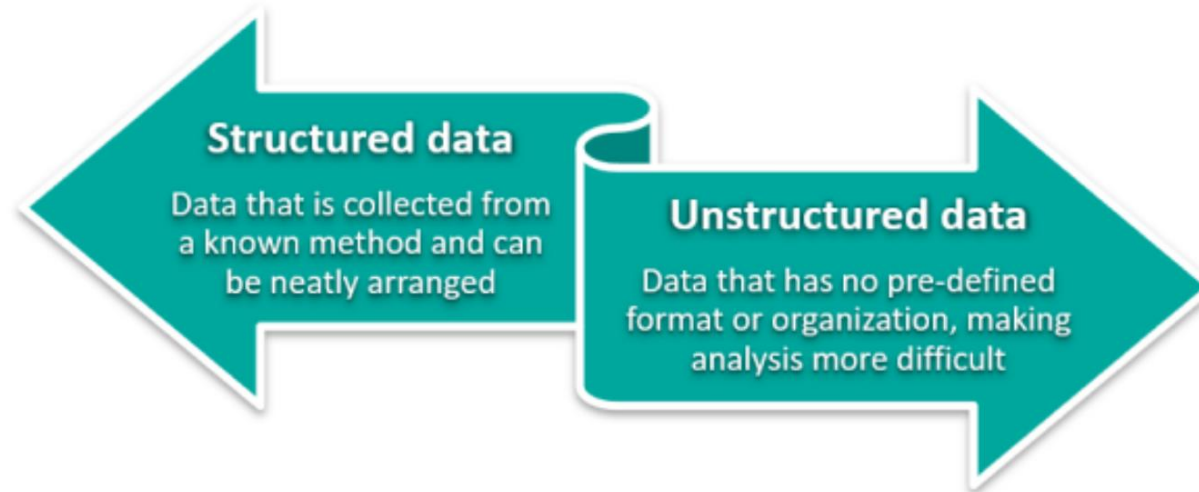 Structured data
Data that is collected from
a known method and can
be neatly arranged
Unstructured data
Data that has no pre-defined
format or organization, making
analysis more difficult